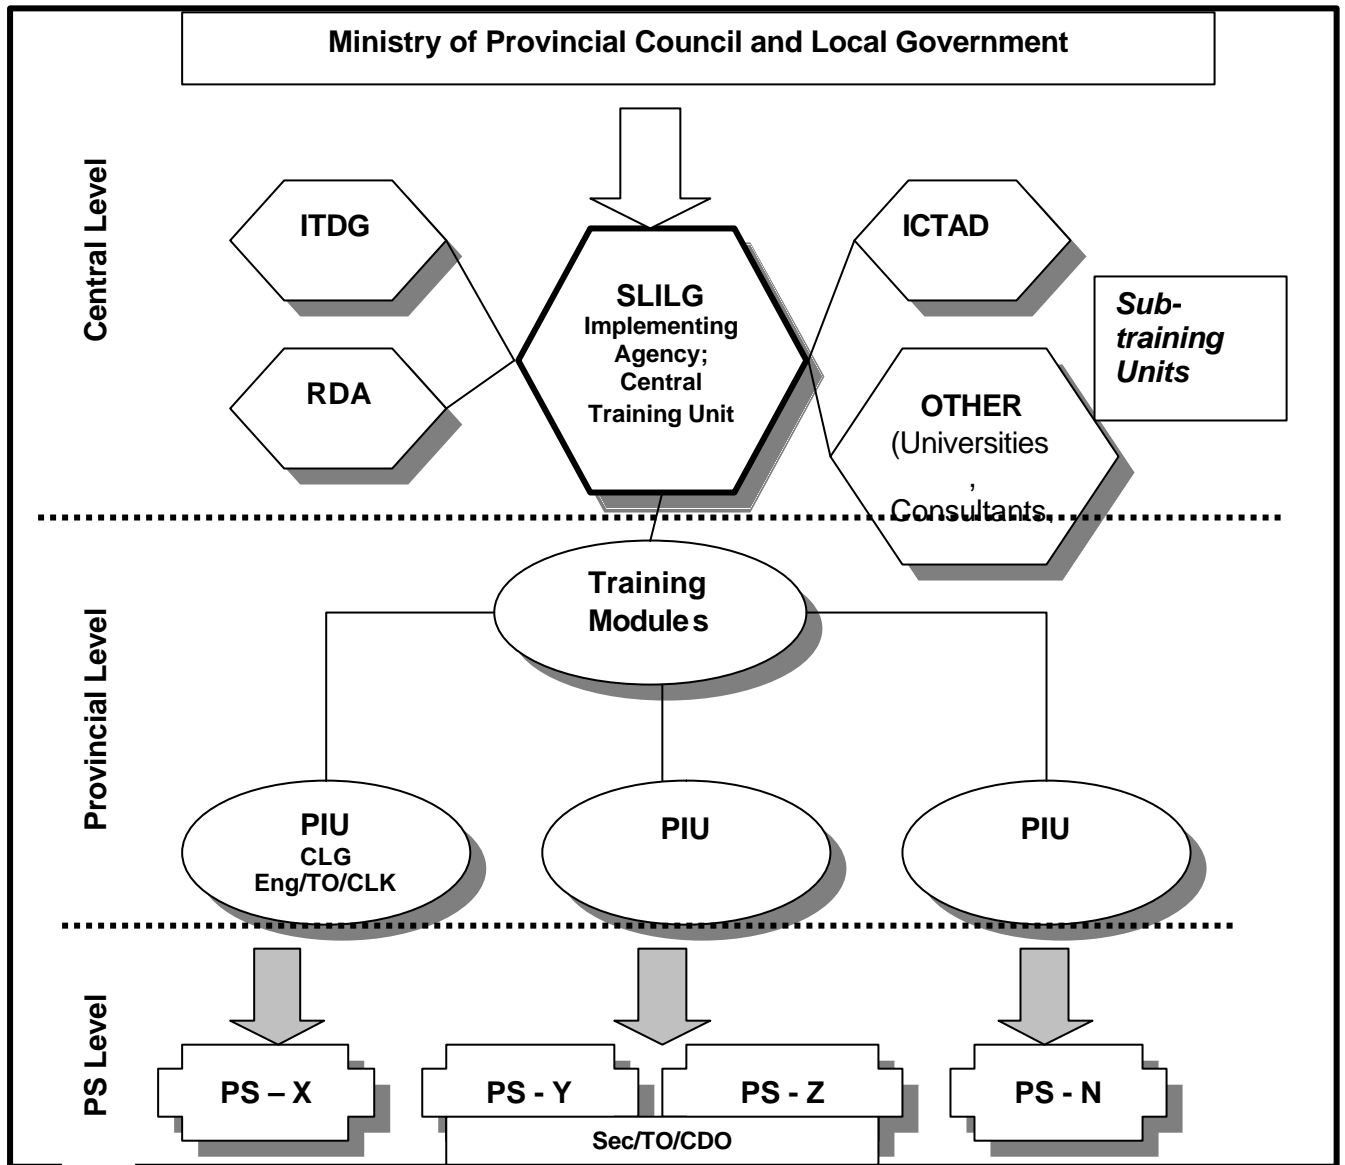 Ministry of Provincial Council and Local Government
Central Level
ITDG
ICTAD
SLILG
Implementing
Agency;
Central
Training Unit
Sub-
training
Units
RDA
OTHER
(Universities
,
Consultants,
Provincial Level
Training
Modules
PIU
CLG
Eng/TO/CLK
PIU
PIU
PS Level
PS – X
PS - Y
PS - Z
PS - N
Sec/TO/CDO